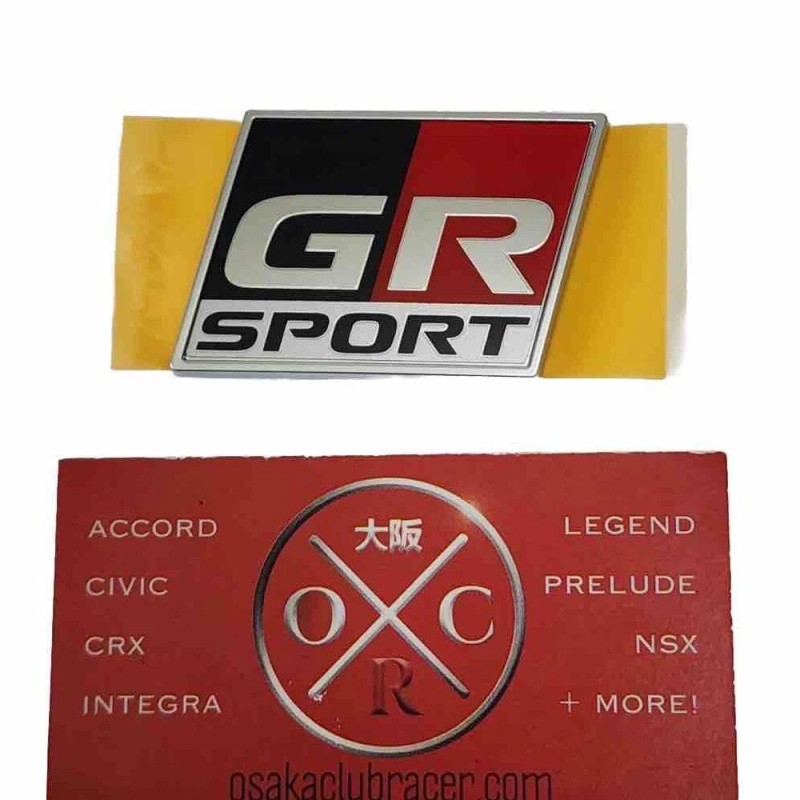 GR
SPORT
ACCORD
CIVIC
CRX
INTEGRA
大阪
O C
R
LEGEND
PRELUDE
NSX
+ MORE!
osakaclubracer.com